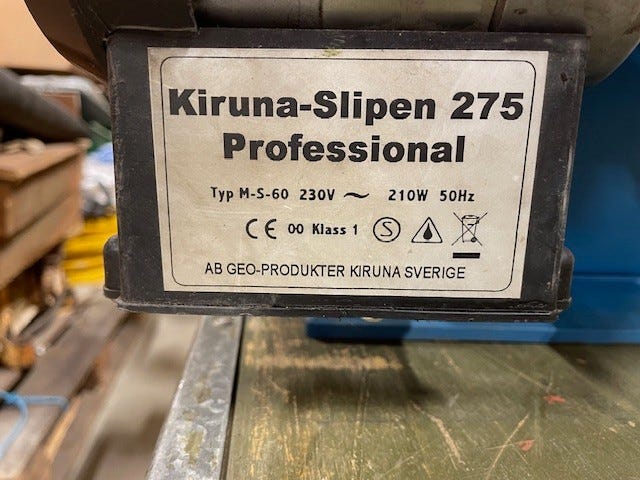 Kiruna-Slipen 275
Professional
Typ M-S-60 230V ~ 210W 50Hz
CE 00 Klass 1 S
AB GEO-PRODUKTER KIRUNA SVERIGE